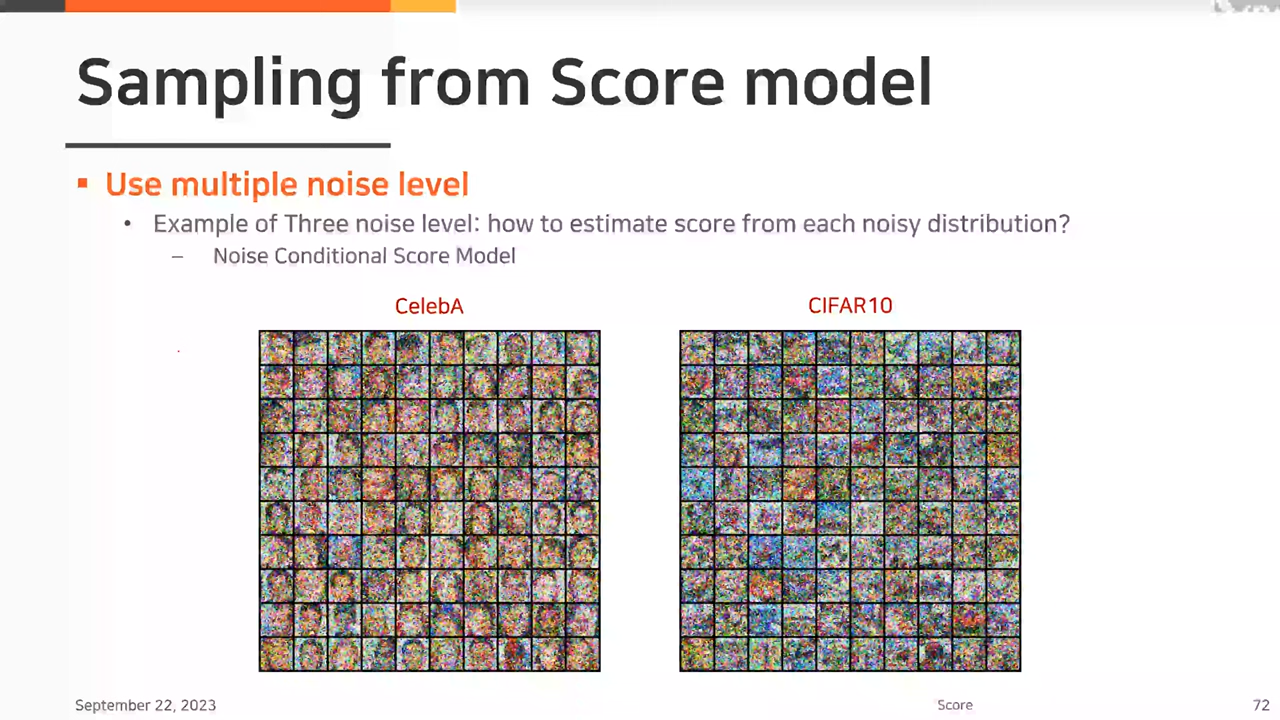 Sampling from Score model
▪ Use multiple noise level
• Example of Three noise level: how to estimate score from each noisy distribution?
– Noise Conditional Score Model
CelebA
CIFAR10
September 22, 2023
Score
72